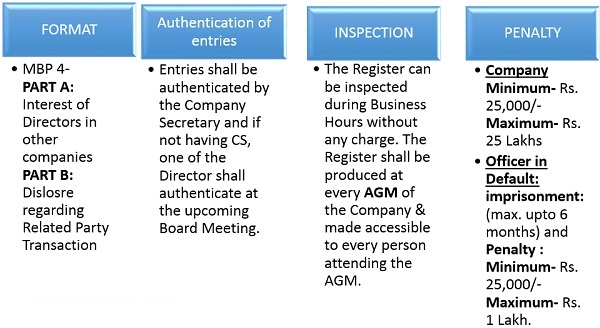 FORMAT
• MBP 4-
PART A:
Interest of
Directors in
other
companies
PART B:
Dislosre
regarding
Related Party
Transaction
Authentication of
entries
• Entries shall be
authenticated by
the Company
Secretary and if
not having CS,
one of the
Director shall
authenticate at
the upcoming
Board Meeting.
INSPECTION
• The Register can
be inspected
during Business
Hours without
any charge. The
Register shall be
produced at
every AGM of
the Company &
made accessible
to every person
attending the
AGM.
PENALTY
• Company
Minimum- Rs.
25,000/-
Maximum- Rs.
25 Lakhs
• Officer in
Default:
imprisonment:
(max. upto 6
months) and
Penalty :
Minimum- Rs.
25,000/-
Maximum- Rs.
1 Lakh.